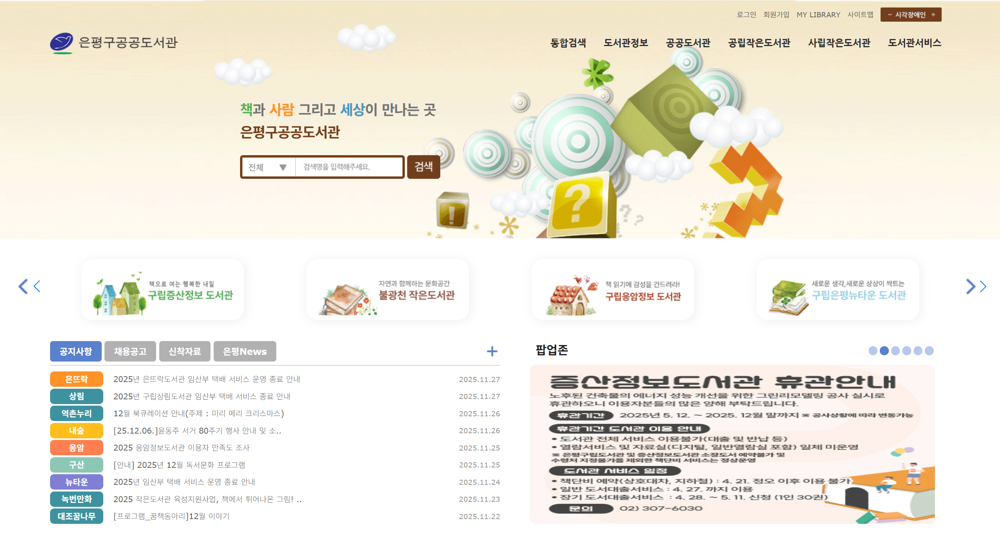 로그인 회원가입 MY LIBRARY 사이트맵 - 시각장애인 +
은평구공공도서관
통합검색 도서관정보 공공도서관 공립작은도서관 사립작은도서관 도서관서비스
책과 사람 그리고 세상이 만나는 곳
은평구공공도서관
전체 ▼ 검색명을 입력해주세요. 검색
책으로 여는 행복한 내일
구립증산정보 도서관
자연과 함께하는 문화공간
불광천 작은도서관
책 읽기에 감성을 건드려라!
구립응암정보 도서관
새로운 생각,새로운 상상이 싹트는
구립은평뉴타운 도서관
공지사항 채용공고 신착자료 은평News +
은뜨락 2025년 은뜨락도서관 임산부 택배 서비스 운영 종료 안내 2025.11.27
상림 2025년 구립상림도서관 임산부 택배 서비스 종료 안내 2025.11.27
역촌누리 12월 북큐레이션 안내(주제 : 미리 메리 크리스마스) 2025.11.26
내숲 [25.12.06.]윤동주 서거 80주기 행사 안내 및 소.. 2025.11.26
응암 2025 응암정보도서관 이용자 만족도 조사 2025.11.25
구산 [안내] 2025년 12월 독서문화 프로그램 2025.11.25
뉴타운 2025년 임산부 택배 서비스 운영 종료 안내 2025.11.24
녹번만화 2025 작은도서관 육성지원사업, 책에서 튀어나온 그림! .. 2025.11.23
대조꿈나무 [프로그램_꿈책동아리]12월 이야기 2025.11.22
팝업존
증산정보도서관 휴관안내
노후된 건축물의 에너지 성능 개선을 위한 그린리모델링 공사 실시로
휴관하오니 이용자분들의 많은 양해 부탁드립니다.
휴관기간 2025년 5. 12. ~ 2025. 12월 말까지 ※ 공사상황에 따라 변동가능
휴관기간 도서관 이용 안내
• 도서관 전체 서비스 이용불가(대출 및 반납 등)
• 열람서비스 및 자료실(디지털, 일반열람실 포함) 일체 미운영
※ 은평구립도서관 및 증산정보도서관 소장도서 예약불가 및
수령처 지정불가를 제외한 책단비 서비스는 정상운영
도서관 서비스 일정
• 책단비 예약(상호대차, 지하철) : 4. 21. 정오 이후 이용 불가
• 일반 도서대출서비스 : 4. 27. 까지 이용
• 장기 도서대출서비스 : 4. 28. ~ 5. 11. 신청 (1인 30권)
문의 02) 307-6030